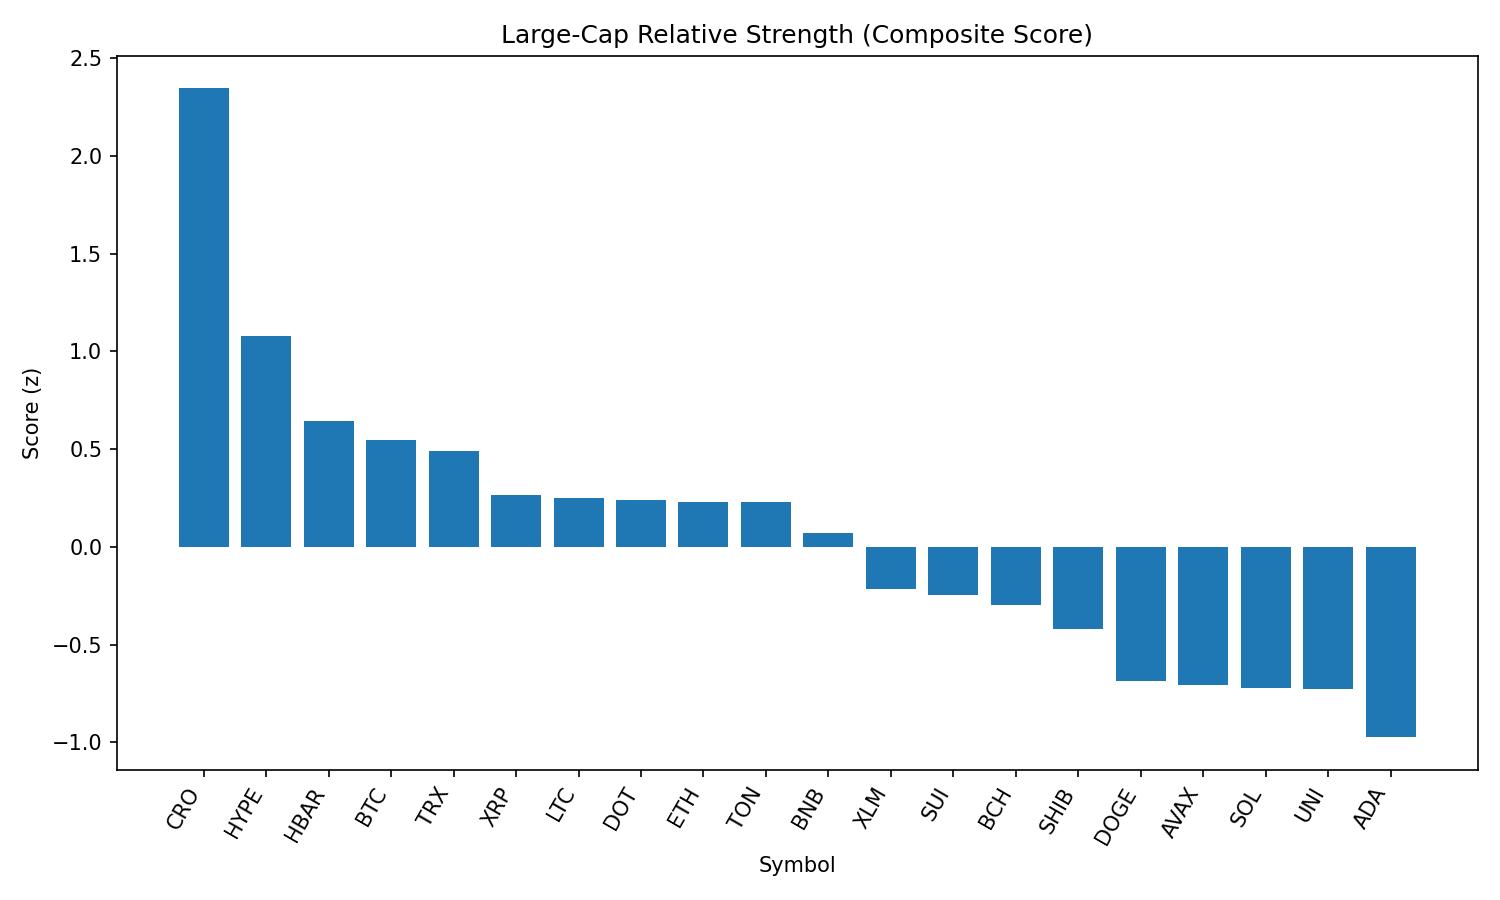 Large-Cap Relative Strength (Composite Score)
2.5
2.0
1.5
1.0
0.5
0.0
−0.5
−1.0
Score (z)
CRO
HYPE
HBAR
BTC
TRX
XRP
LTC
DOT
ETH
TON
BNB
XLM
SUI
BCH
SHIB
DOGE
AVAX
SOL
UNI
ADA
Symbol